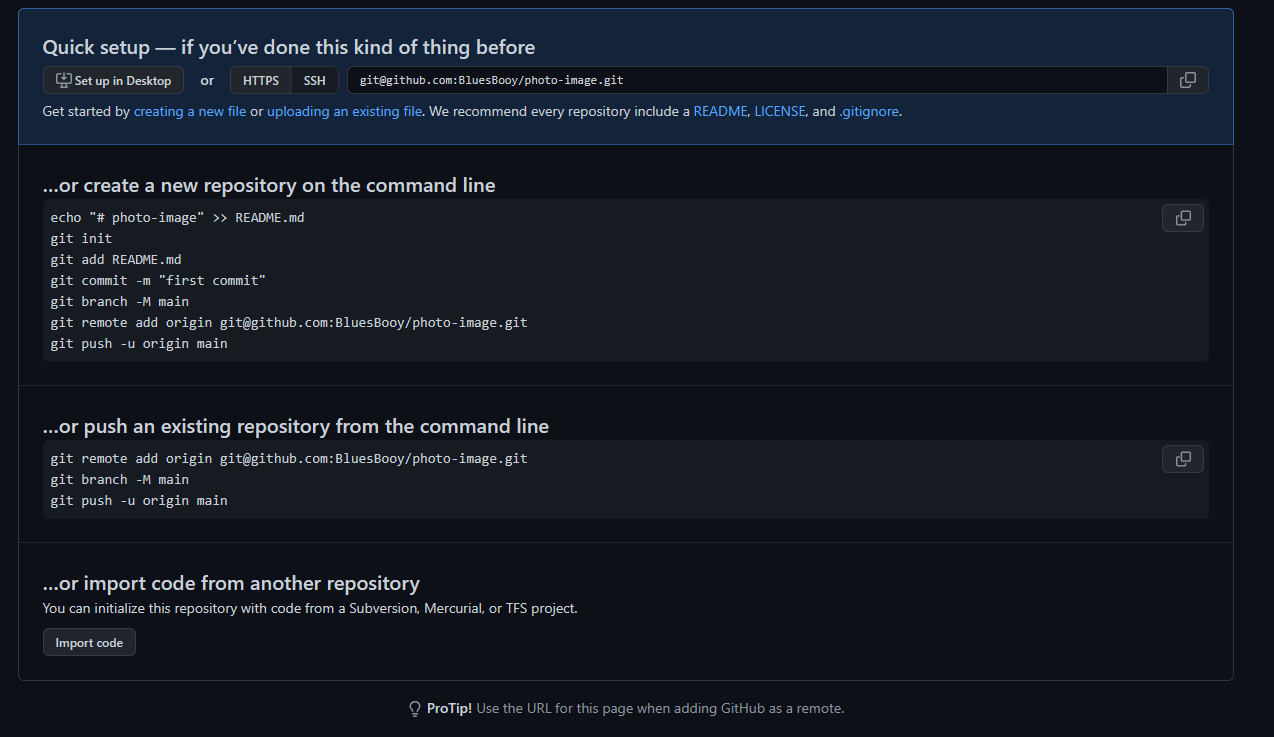 Quick setup — if you’ve done this kind of thing before
Set up in Desktop or HTTPS SSH git@github.com:BluesBooy/photo-image.git
Get started by creating a new file or uploading an existing file. We recommend every repository include a README, LICENSE, and .gitignore.
…or create a new repository on the command line
echo "# photo-image" >> README.md
git init
git add README.md
git commit -m "first commit"
git branch -M main
git remote add origin git@github.com:BluesBooy/photo-image.git
git push -u origin main
…or push an existing repository from the command line
git remote add origin git@github.com:BluesBooy/photo-image.git
git branch -M main
git push -u origin main
…or import code from another repository
You can initialize this repository with code from a Subversion, Mercurial, or TFS project.
Import code
ProTip! Use the URL for this page when adding GitHub as a remote.